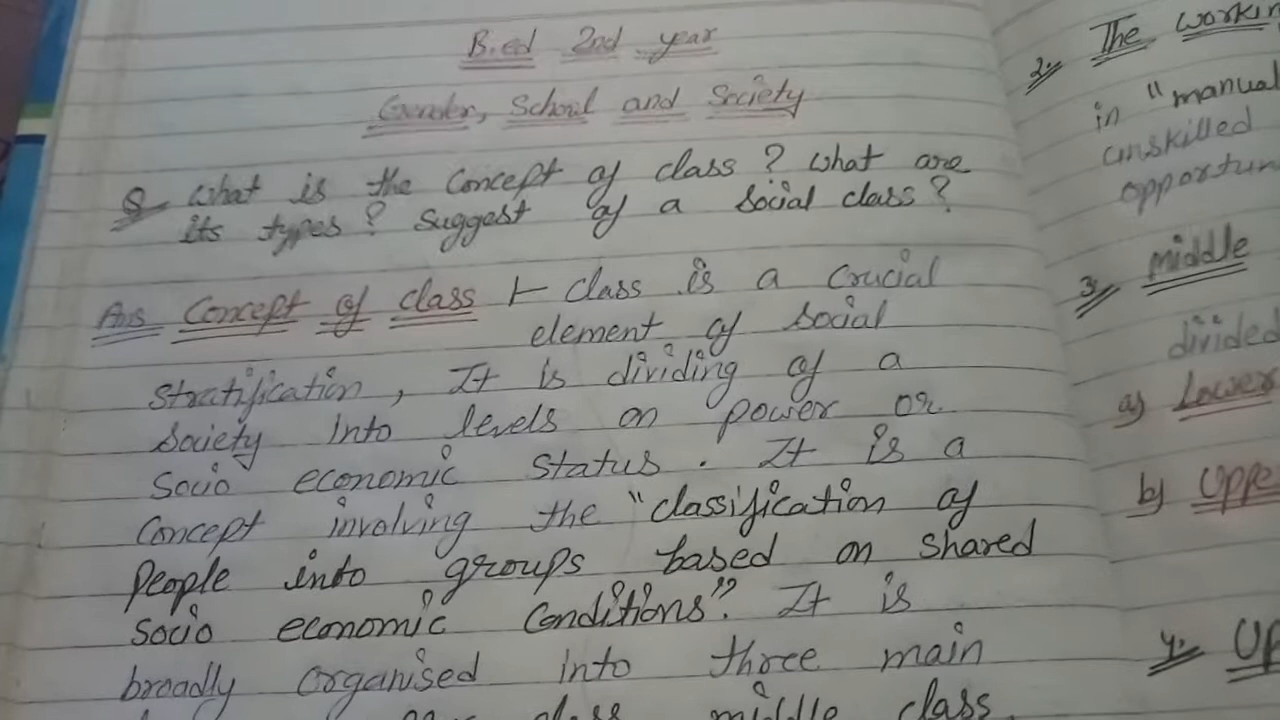 B.ed 2nd year
Gender, School and Society
Q What is the Concept of class? What are
its types? Suggest of a Social class?
Ans Concept of class :- Class is a Crucial
element of Social
Stratification, It is dividing of a
Society into levels on power or
Socio economic Status. It is a
Concept involving the "classification of
People into groups based on Shared
Socio economic Conditions". It is
broadly Organised into three main
class middle class
2. The
in "manual
unskilled
3. middle
divided
a) Lower
b)
4.